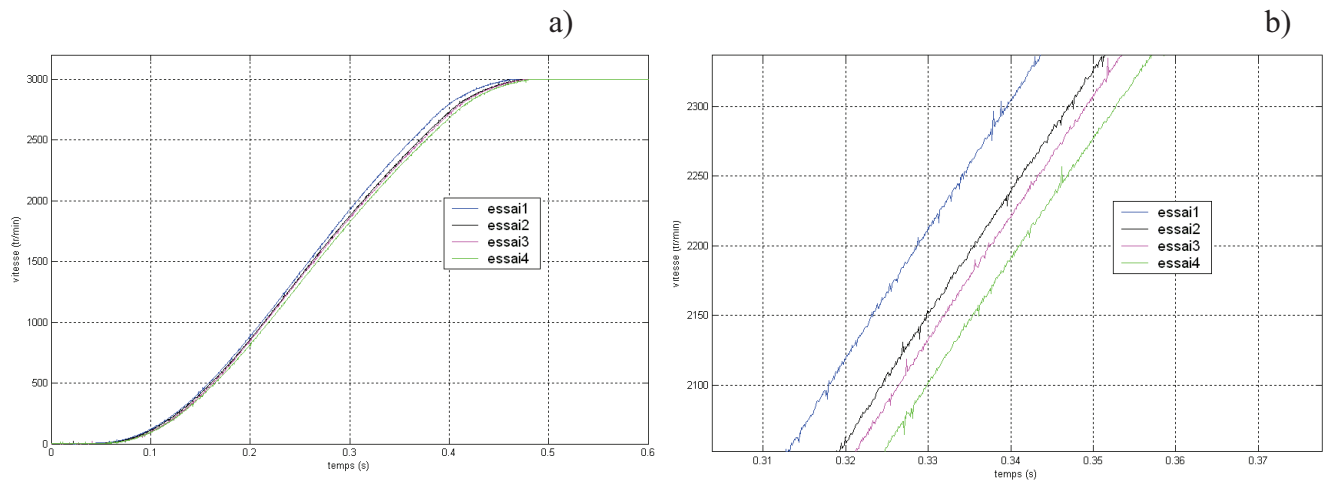 a)
3000
2500
2000
1500
1000
500
0
vitesse (tr/min)
essai1
essai2
essai3
essai4
0
0.1
0.2
0.3
0.4
0.5
0.6
temps (s)
b)
2300
2250
2200
2150
2100
vitesse (tr/min)
essai1
essai2
essai3
essai4
0.31
0.32
0.33
0.34
0.35
0.36
0.37
temps (s)